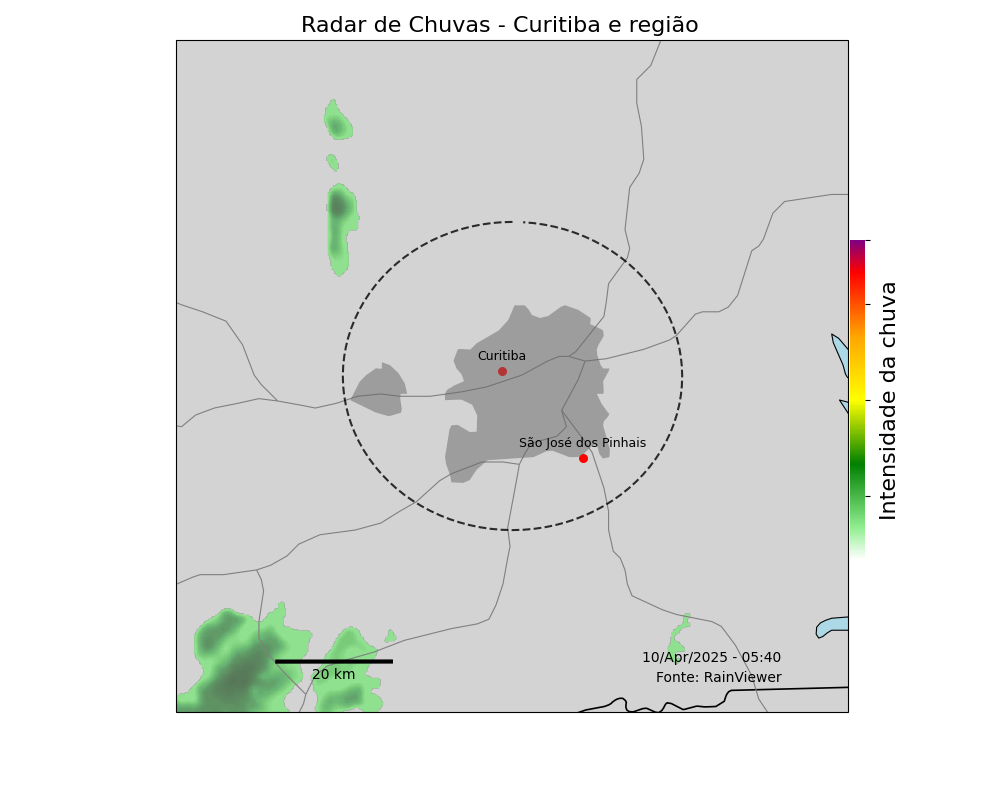 Radar de Chuvas - Curitiba e região
Curitiba
São José dos Pinhais
Intensidade da chuva
10/Apr/2025 - 05:40
20 km
Fonte: RainViewer